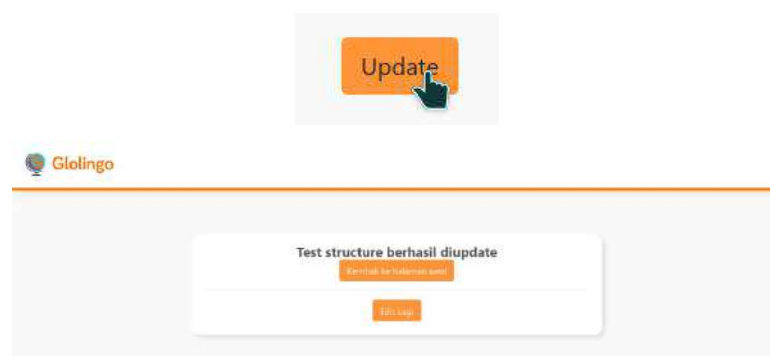 Update
Glolingo
Test structure berhasil diupdate
Kembali ke halaman awal
Edit Lagi